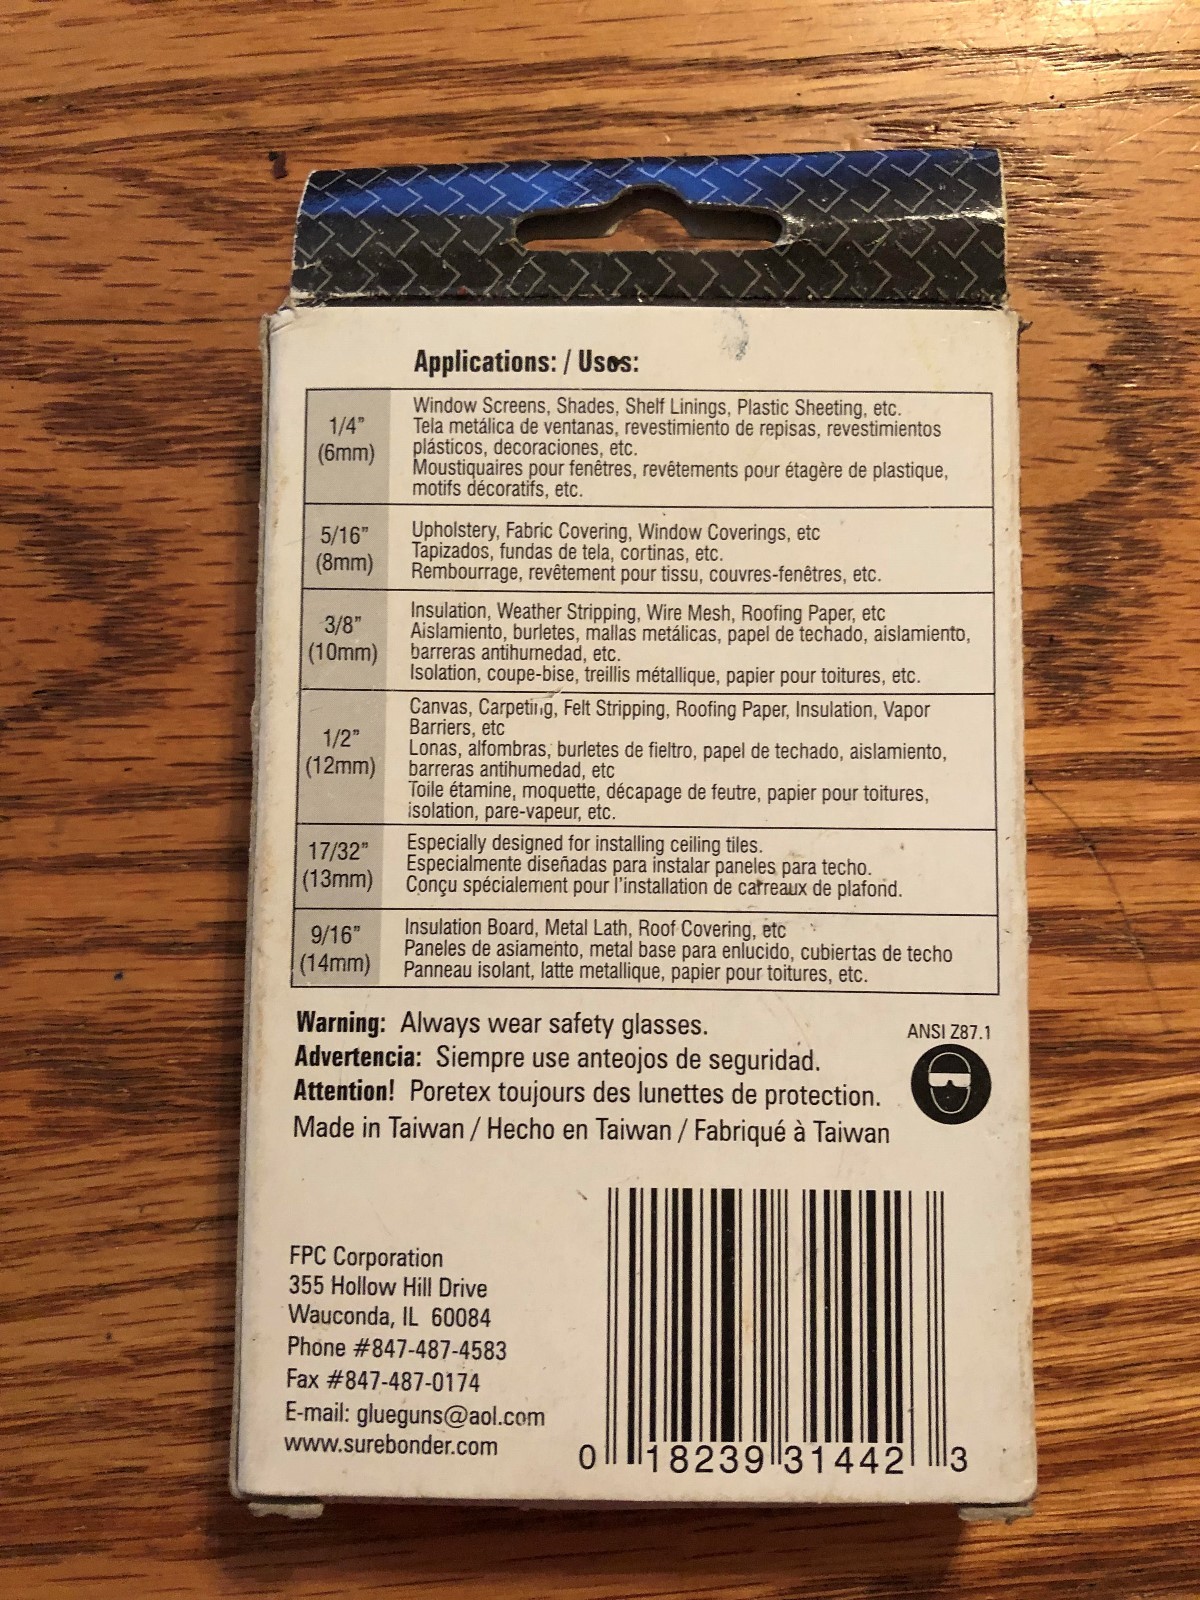 Applications: / Uses:
1/4"
(6mm)
Window Screens, Shades, Shelf Linings, Plastic Sheeting, etc.
Tela metálica de ventanas, revestimiento de repisas, revestimientos
plásticos, decoraciones, etc.
Moustiquaires pour fenêtres, revêtements pour étagère de plastique,
motifs décoratifs, etc.
5/16"
(8mm)
Upholstery, Fabric Covering, Window Coverings, etc
Tapizados, fundas de tela, cortinas, etc.
Rembourrage, revêtement pour tissu, couvres-fenêtres, etc.
3/8"
(10mm)
Insulation, Weather Stripping, Wire Mesh, Roofing Paper, etc
Aislamiento, burletes, mallas metálicas, papel de techado, aislamiento,
barreras antihumedad, etc.
Isolation, coupe-bise, treillis métallique, papier pour toitures, etc.
1/2"
(12mm)
Canvas, Carpeting, Felt Stripping, Roofing Paper, Insulation, Vapor
Barriers, etc
Lonas, alfombras, burletes de fieltro, papel de techado, aislamiento,
barreras antihumedad, etc
Toile étamine, moquette, décapage de feutre, papier pour toitures,
isolation, pare-vapeur, etc.
17/32"
(13mm)
Especially designed for installing ceiling tiles.
Especialmente diseñadas para instalar paneles para techo.
Conçu spécialement pour l'installation de carreaux de plafond.
9/16"
(14mm)
Insulation Board, Metal Lath, Roof Covering, etc
Paneles de asiamento, metal base para enlucido, cubiertas de techo
Panneau isolant, latte metallique, papier pour toitures, etc.
Warning: Always wear safety glasses.
Advertencia: Siempre use anteojos de seguridad.
Attention! Poretex toujours des lunettes de protection.
ANSI Z87.1
Made in Taiwan / Hecho en Taiwan / Fabriqué à Taiwan
FPC Corporation
355 Hollow Hill Drive
Wauconda, IL 60084
Phone #847-487-4583
Fax #847-487-0174
E-mail: glueguns@aol.com
www.surebonder.com
0 18239 31442 3